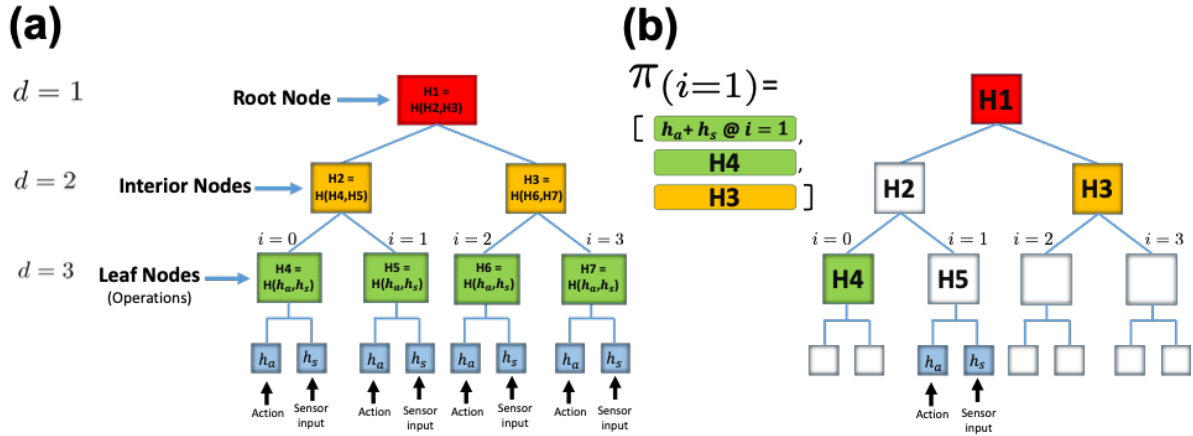 (a)
d = 1
Root Node
H1 =
H(H2,H3)
d = 2
Interior Nodes
H2 =
H(H4,H5)
H3 =
H(H6,H7)
i=0
i=1
i=2
i=3
d = 3
Leaf Nodes
(Operations)
H4 =
H(hₐ,hₛ)
H5 =
H(hₐ,hₛ)
H6 =
H(hₐ,hₛ)
H7 =
H(hₐ,hₛ)
hₐ hₛ hₐ hₛ hₐ hₛ hₐ hₛ
Action
Sensor
input
Action
Sensor
input
Action
Sensor
input
Action
Sensor
input
(b)
π(i=1)=
[ hₐ+ hₛ @ i = 1 ,
H4 ,
H3 ]
H1
H2
H3
i=0
i=1
i=2
i=3
H4
H5
hₐ hₛ
Action
Sensor
input